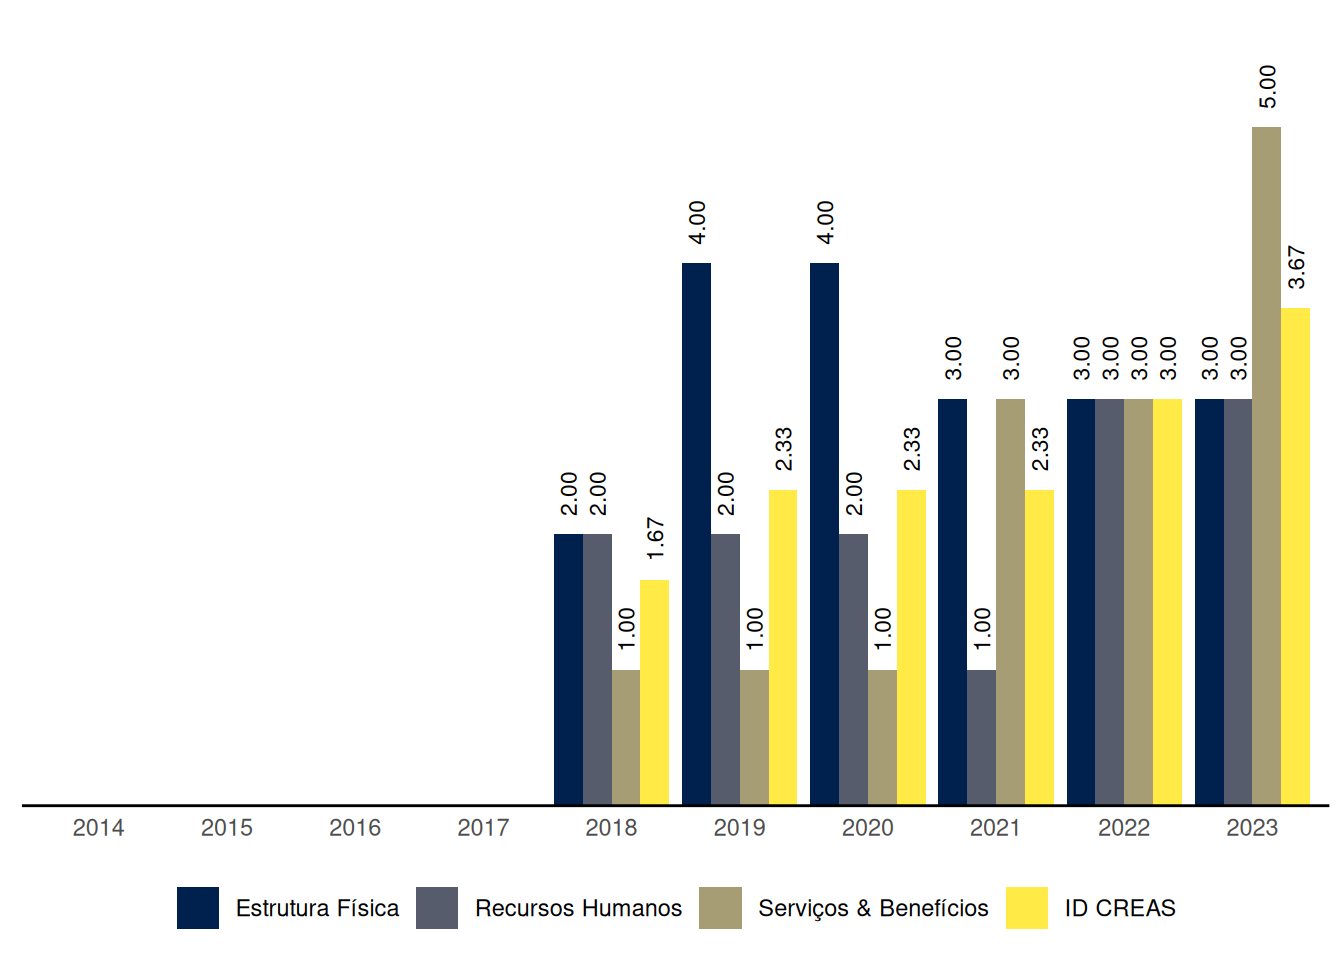 5.00
4.00 4.00
3.67
3.00 3.00 3.00 3.00 3.00 3.00 3.00 3.00
2.33 2.33 2.33
2.00 2.00 2.00 2.00
1.67
1.00 1.00 1.00 1.00
2014 2015 2016 2017 2018 2019 2020 2021 2022 2023
Estrutura Física Recursos Humanos Serviços & Benefícios ID CREAS